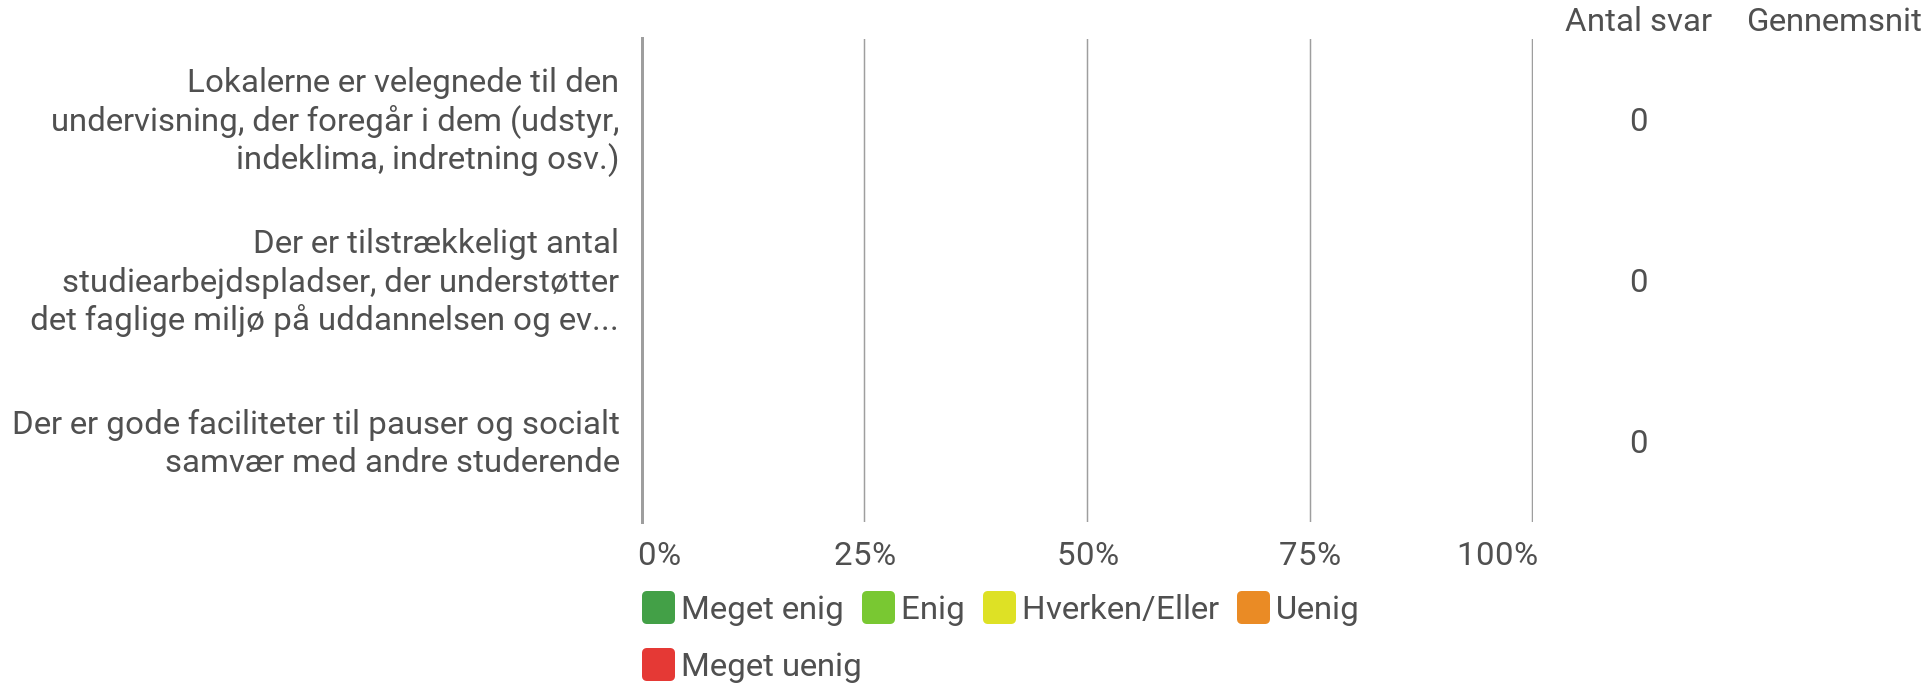 Antal svar Gennemsnit
Lokalerne er velegnede til den
undervisning, der foregår i dem (udstyr,
indeklima, indretning osv.)
0
Der er tilstrækkeligt antal
studiearbejdspladser, der understøtter
det faglige miljø på uddannelsen og ev...
0
Der er gode faciliteter til pauser og socialt
samvær med andre studerende
0
0% 25% 50% 75% 100%
Meget enig Enig Hverken/Eller Uenig
Meget uenig